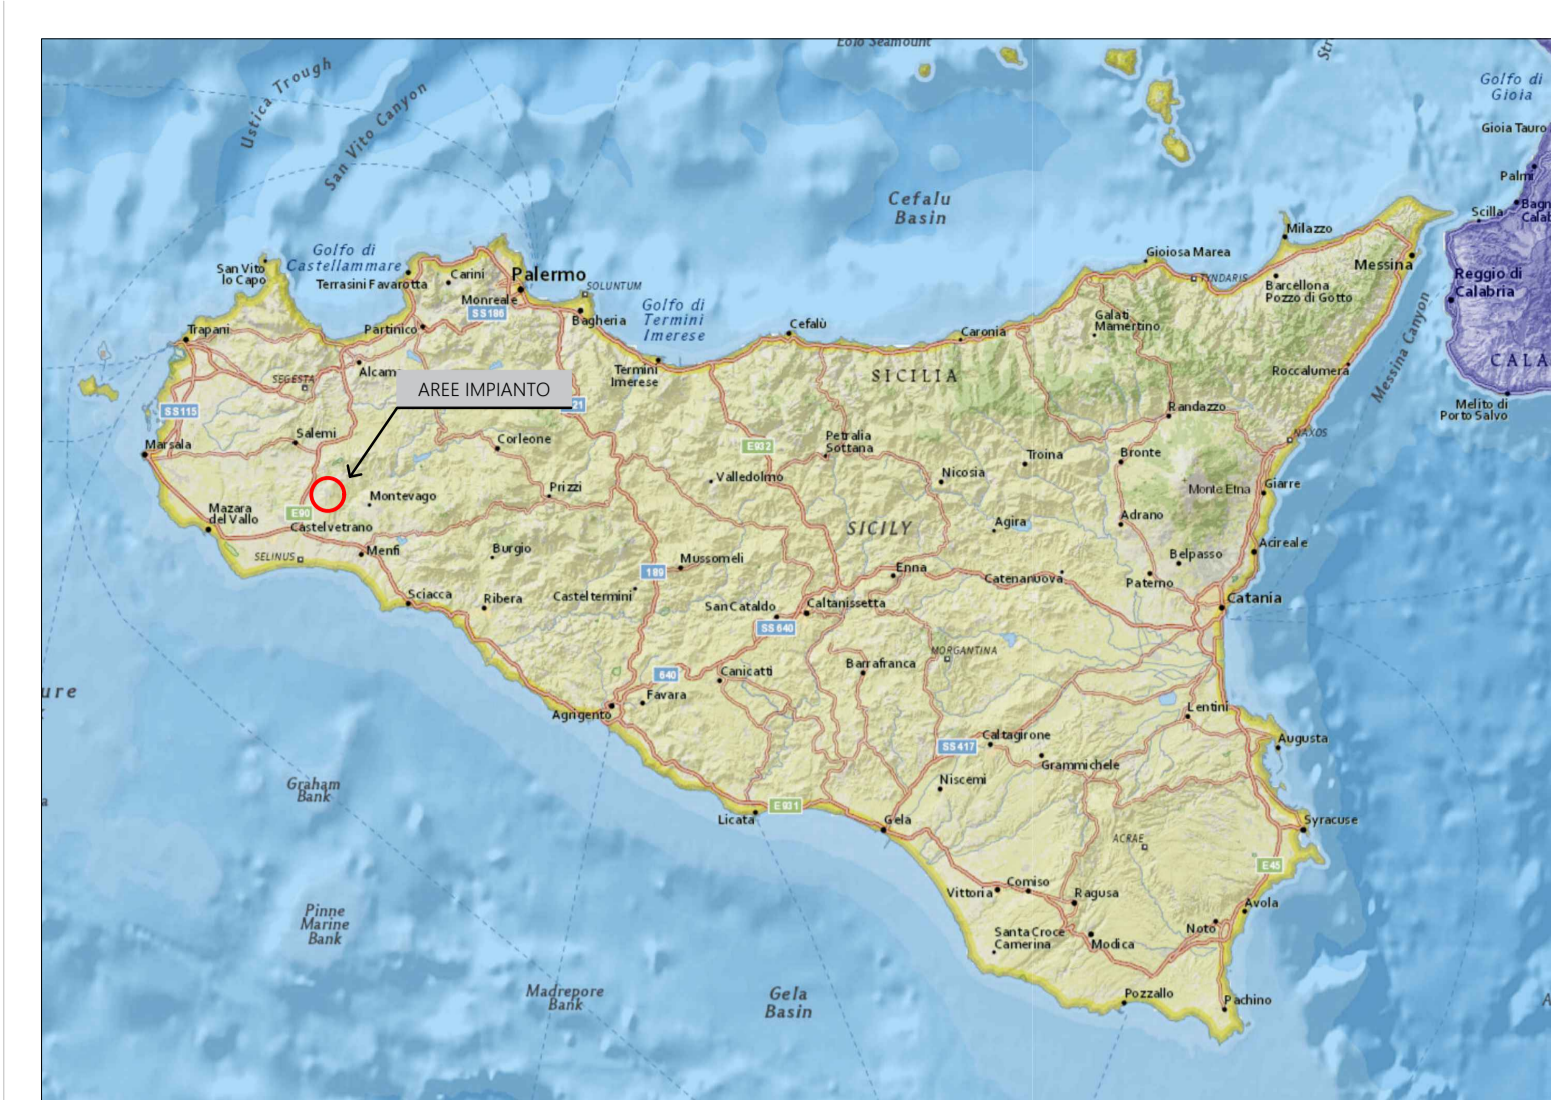 Eolo Seamount
Ustica Trough
San Vito Canyon
Golfo di
Gioia
Gioia Tauro
Palmi
Scilla
Cefalu
Basin
Milazzo
Gioiosa Marea
Messina
TYNDARIS
Barcellona
Pozzo di Gotto
Reggio di
Calabria
Golfo di
Castellammare
San Vito
lo Capo
Terrasini Favarotta
Carini
Palermo
SOLUNTUM
Monreale
SS186
Bagheria
Golfo di
Termini
Imerese
Trapani
Partinico
Cefalù
Caronia
Galati
Mamertino
Messina Canyon
Termini
Imerese
SICILIA
Roccalumera
SEGESTA
Alcam
AREE IMPIANTO
21
SS115
Melito di
Porto Salvo
Randazzo
NAXOS
Marsala
Salemi
Corleone
E932
Petralia
Sottana
Troina
Bronte
Nicosia
Valledolmo
Monte Etna
Giarre
Montevago
Prizzi
E90
Mazara
del Vallo
Castelvetrano
SICILY
Agira
Adrano
SELINUS
Menfi
Burgio
Mussomeli
Belpasso
Acireale
189
Enna
Catenanuova
Paterno
Sciacca
Ribera
Casteltermini
San Cataldo
Caltanissetta
Catania
SS640
MORGANTINA
Barrafranca
640
Canicatti
Favara
Agrigento
ure
Lentini
SS417
Caltagirone
Augusta
Grammichele
Niscemi
Graham
Bank
E931
Licata
Gela
Syracuse
ACRAE
E45
Vittoria
Comiso
Ragusa
Avola
Noto
Pinne
Marine
Bank
Santa Croce
Camerina
Modica
Madrepore
Bank
Gela
Basin
Pozzallo
Pachino